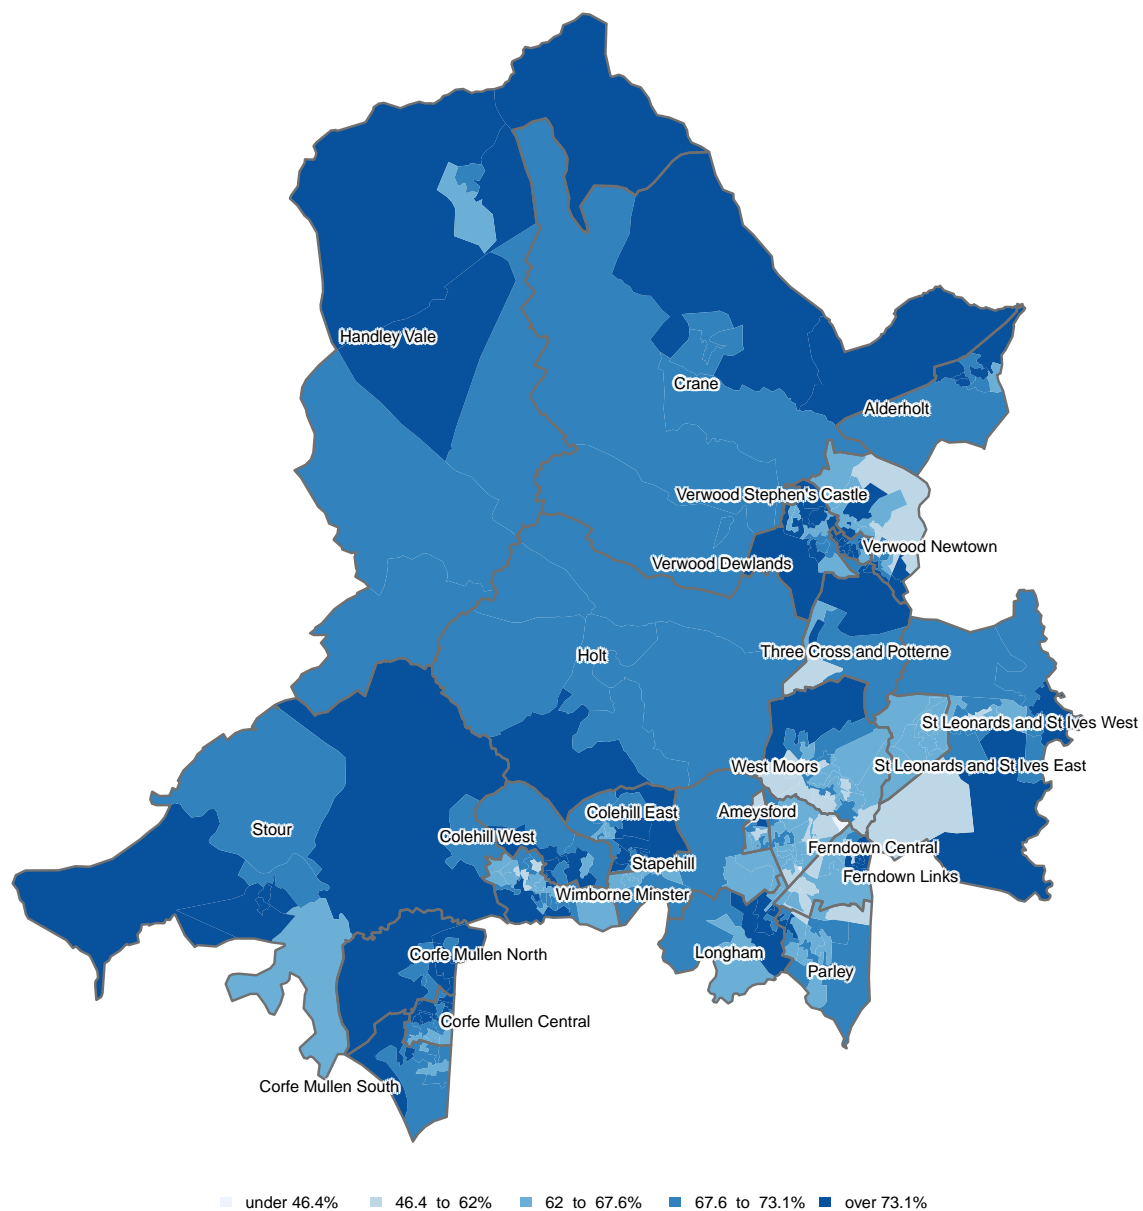 Handley Vale
Crane
Alderholt
Verwood Stephen's Castle
Verwood Newtown
Verwood Dewlands
Three Cross and Potterne
Holt
St Leonards and St Ives West
West Moors
St Leonards and St Ives East
Colehill East
Ameysford
Stour
Colehill West
Ferndown Central
Stapehill
Ferndown Links
Wimborne Minster
Corfe Mullen North
Longham
Parley
Corfe Mullen Central
Corfe Mullen South
under 46.4% 46.4 to 62% 62 to 67.6% 67.6 to 73.1% over 73.1%